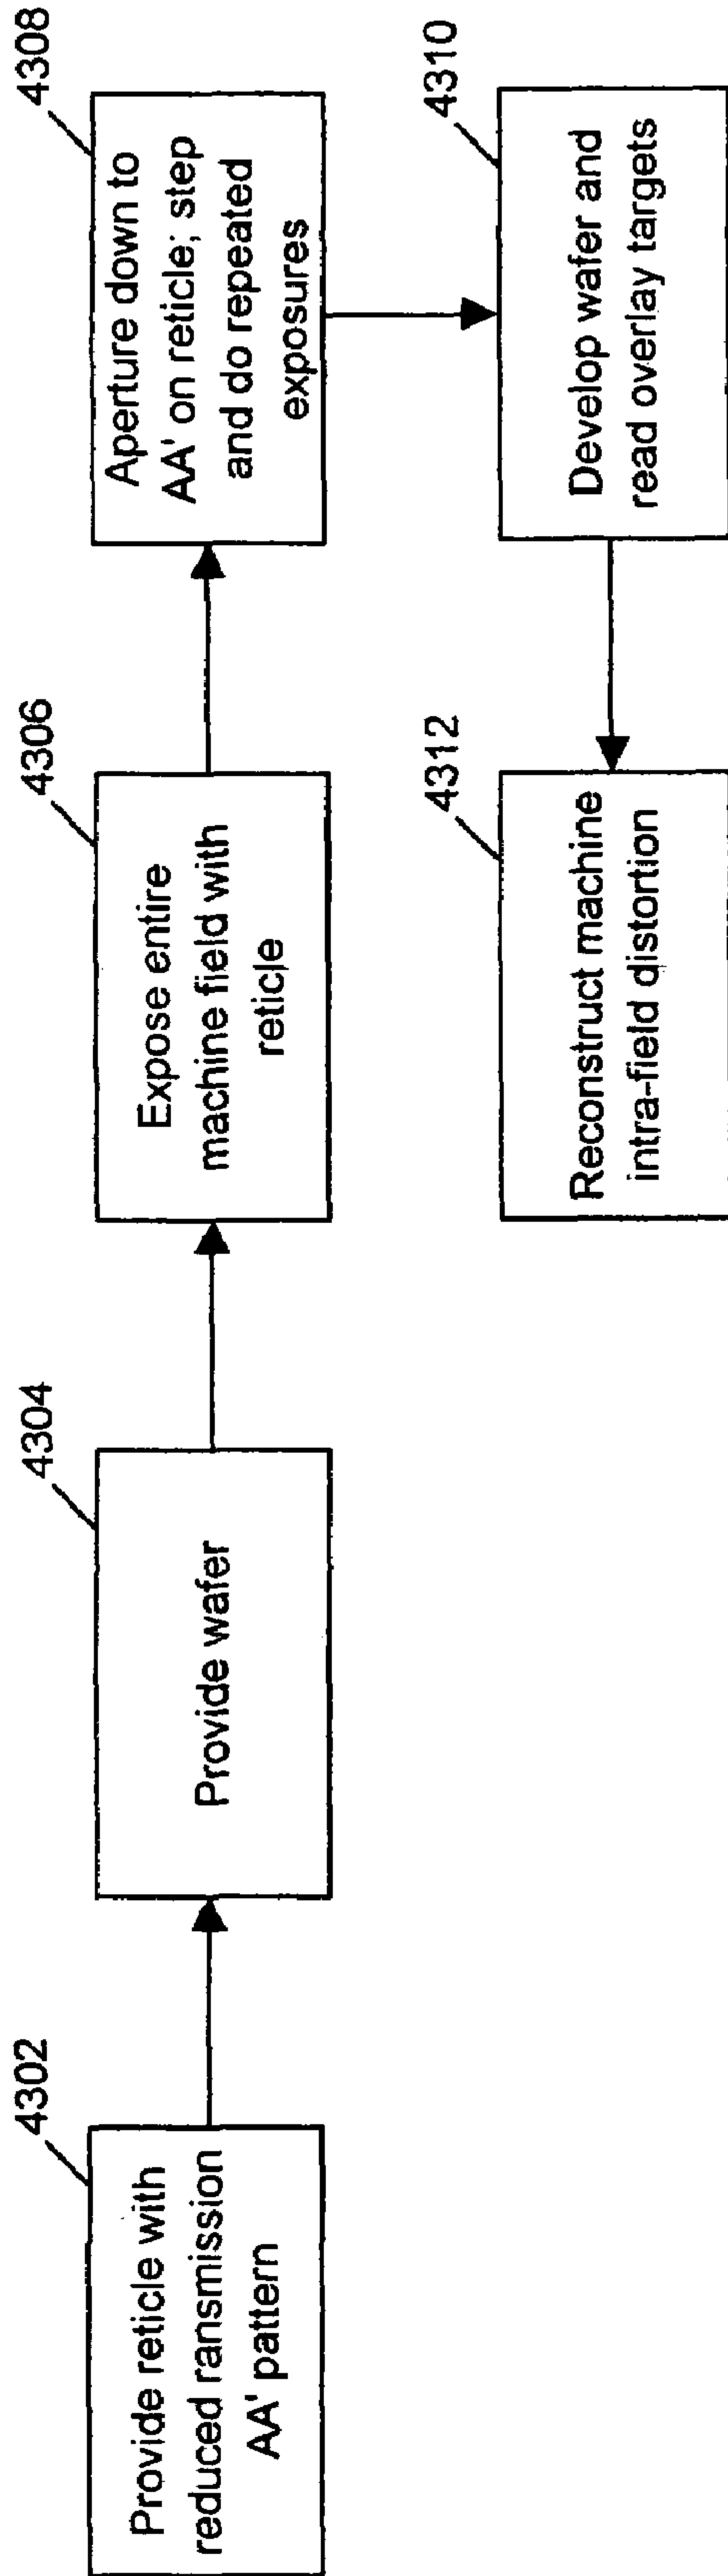 4302
Provide reticle with
reduced ransmission
AA' pattern
4304
Provide wafer
4306
Expose entire
machine field with
reticle
4308
Aperture down to
AA' on reticle; step
and do repeated
exposures
4310
Develop wafer and
read overlay targets
4312
Reconstruct machine
intra-field distortion